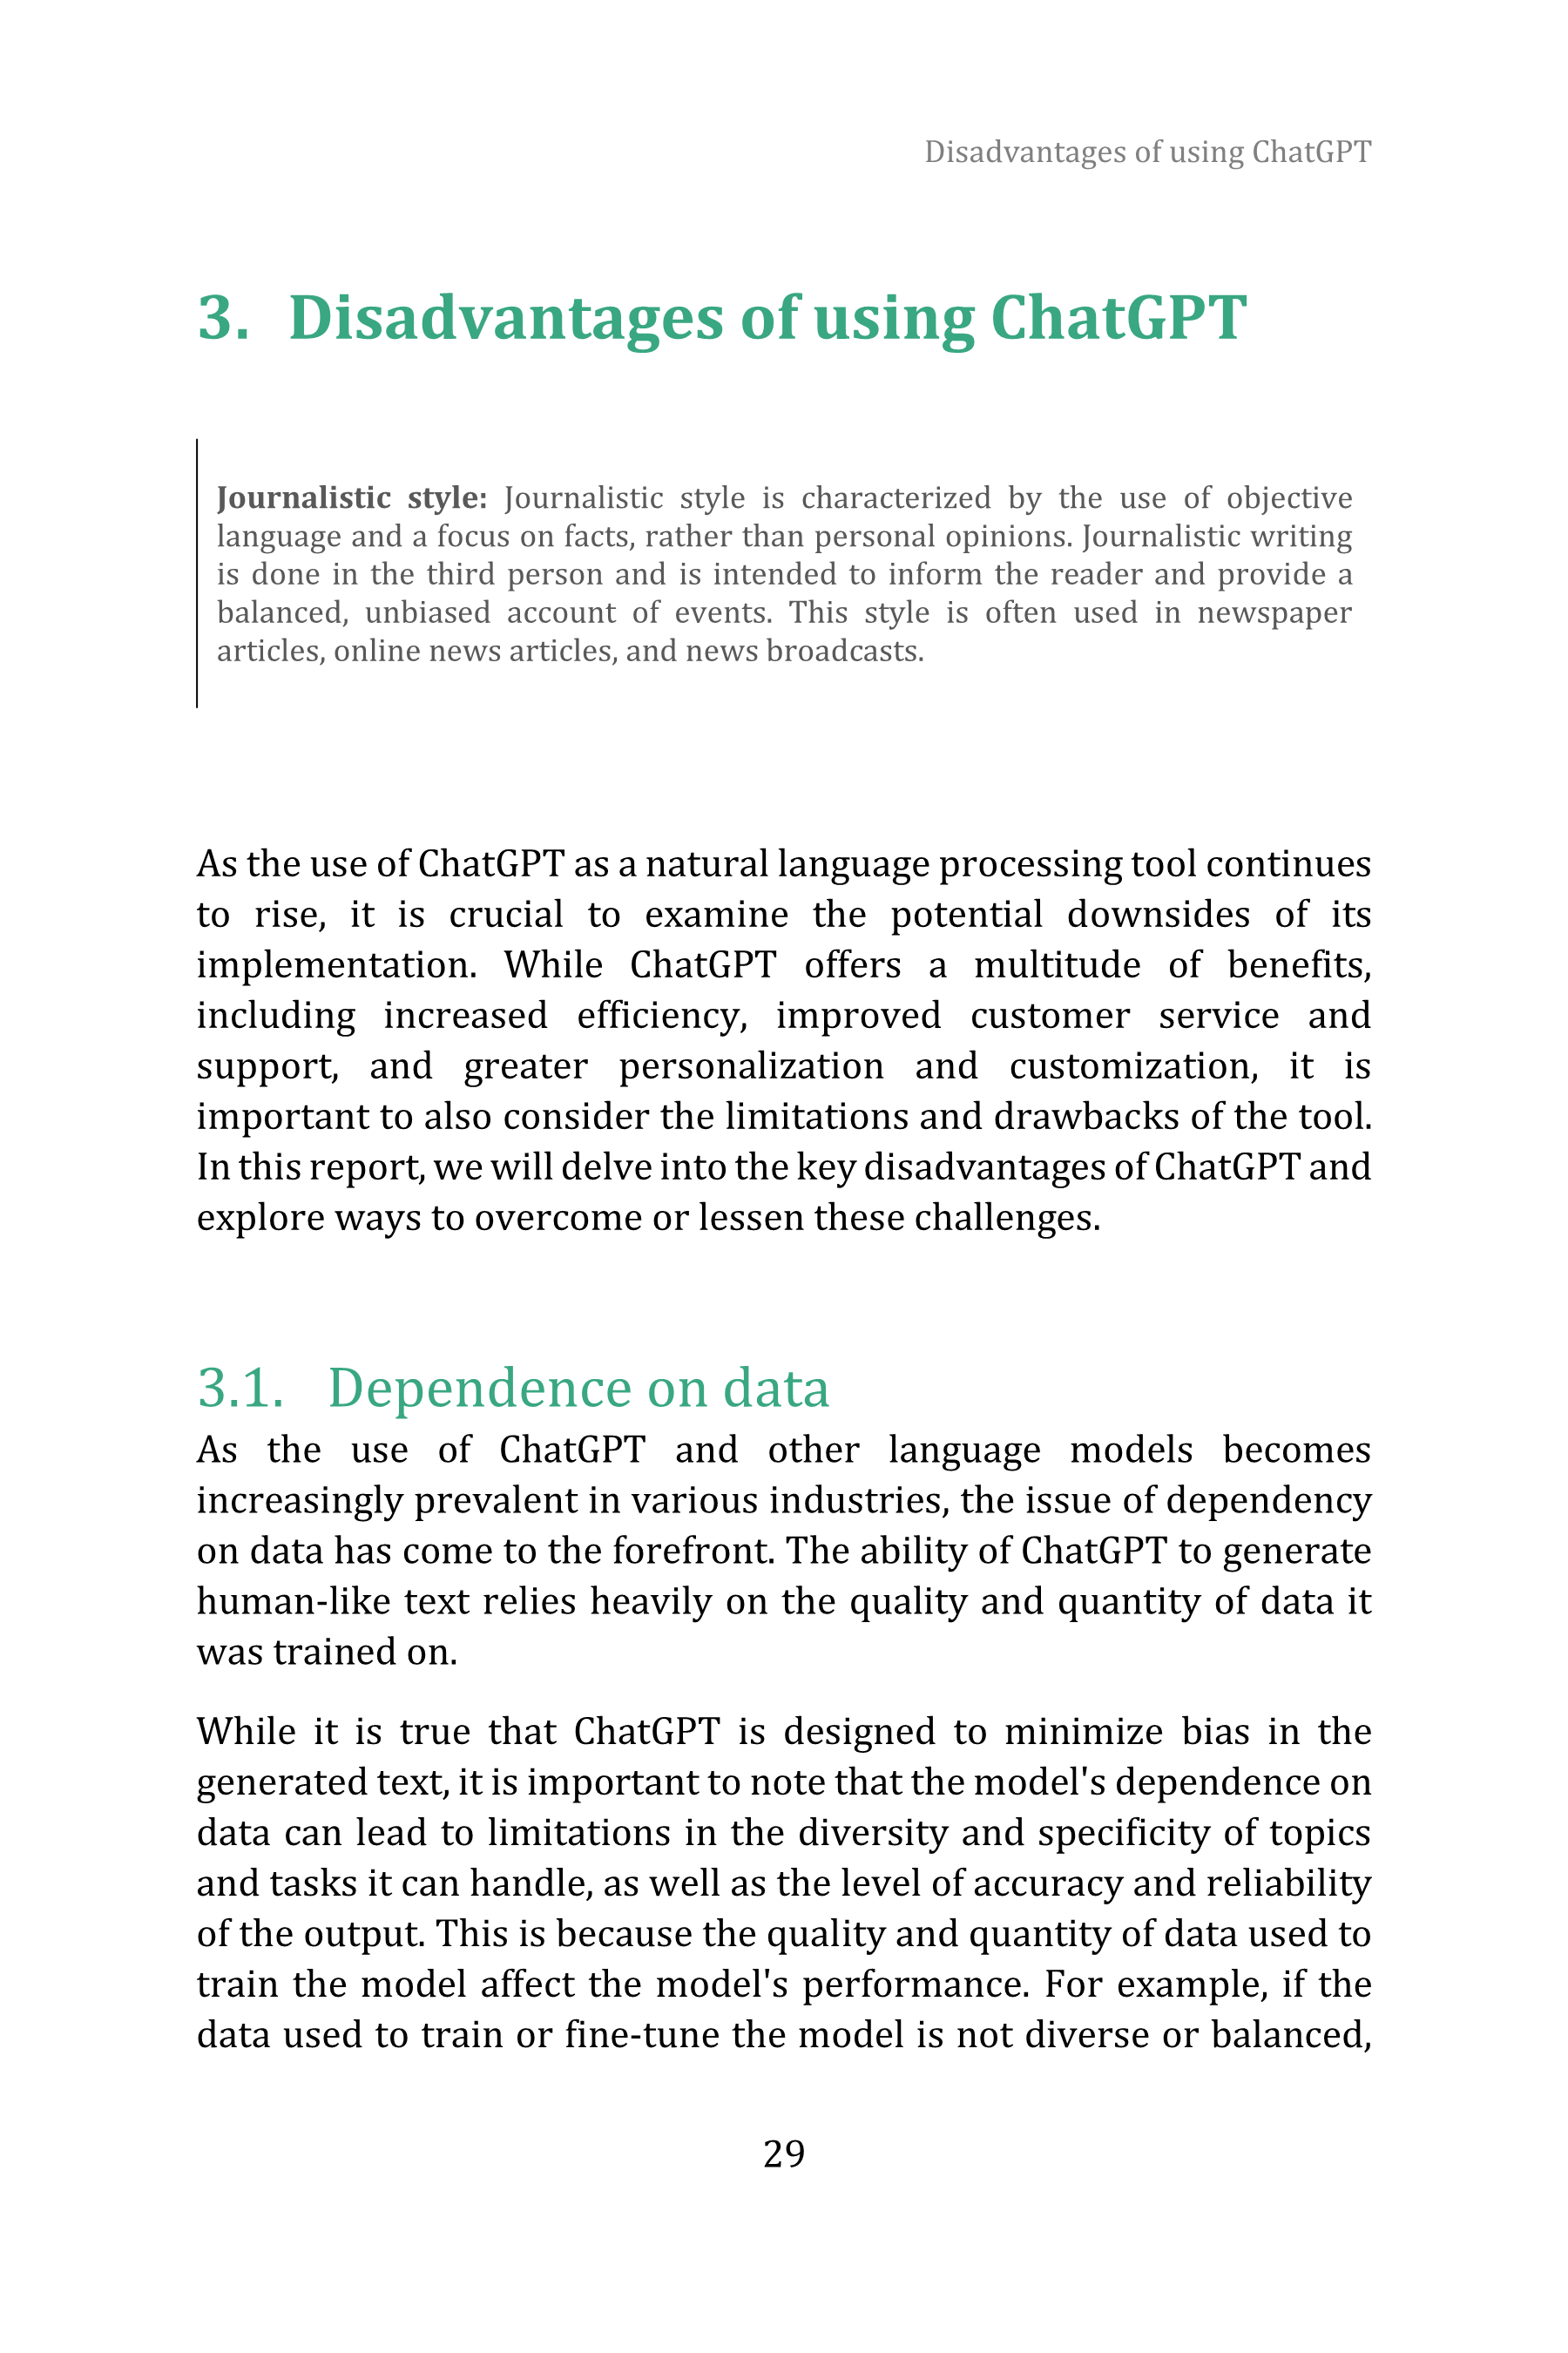 Disadvantages of using ChatGPT
3. Disadvantages of using ChatGPT
Journalistic style: Journalistic style is characterized by the use of objective
language and a focus on facts, rather than personal opinions. Journalistic writing
is done in the third person and is intended to inform the reader and provide a
balanced, unbiased account of events. This style is often used in newspaper
articles, online news articles, and news broadcasts.
As the use of ChatGPT as a natural language processing tool continues
to rise, it is crucial to examine the potential downsides of its
implementation. While ChatGPT offers a multitude of benefits,
including increased efficiency, improved customer service and
support, and greater personalization and customization, it is
important to also consider the limitations and drawbacks of the tool.
In this report, we will delve into the key disadvantages of ChatGPT and
explore ways to overcome or lessen these challenges.
3.1. Dependence on data
As the use of ChatGPT and other language models becomes
increasingly prevalent in various industries, the issue of dependency
on data has come to the forefront. The ability of ChatGPT to generate
human-like text relies heavily on the quality and quantity of data it
was trained on.
While it is true that ChatGPT is designed to minimize bias in the
generated text, it is important to note that the model's dependence on
data can lead to limitations in the diversity and specificity of topics
and tasks it can handle, as well as the level of accuracy and reliability
of the output. This is because the quality and quantity of data used to
train the model affect the model's performance. For example, if the
data used to train or fine-tune the model is not diverse or balanced,
29